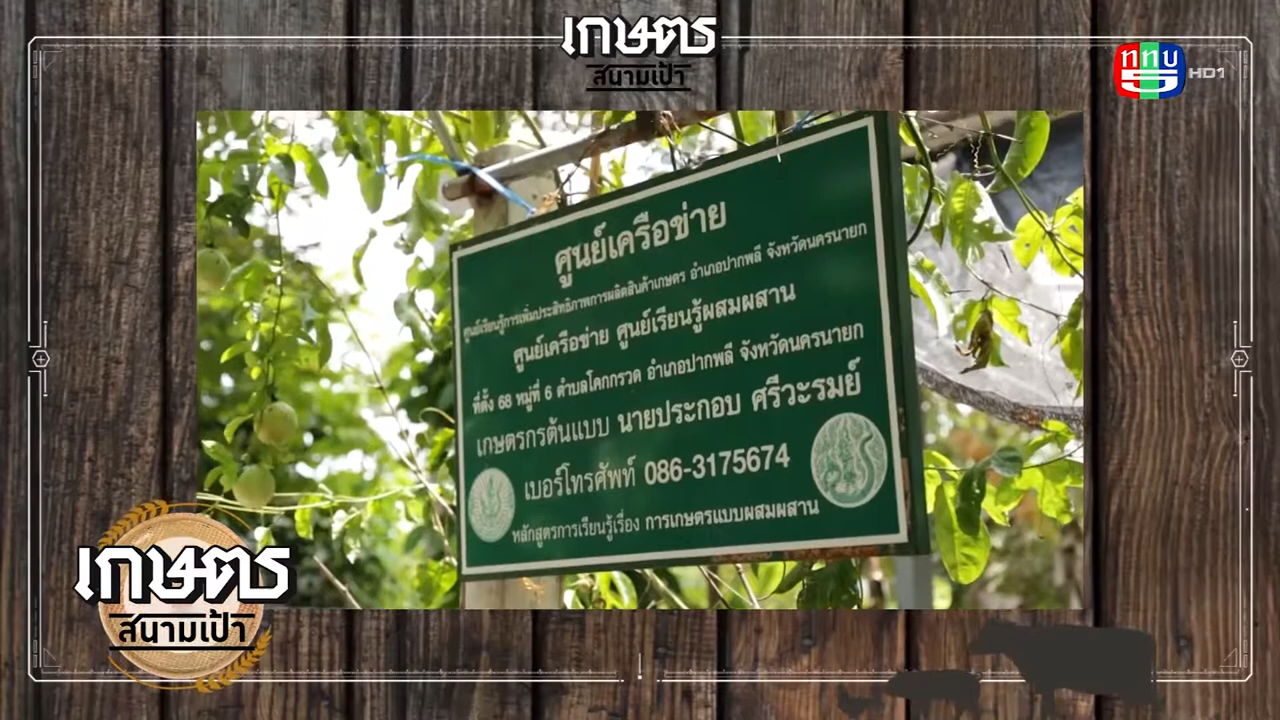 เกษตร
สนามเป้า
ททบ
5 HD1
ศูนย์เครือข่าย
ศูนย์เรียนรู้การเพิ่มประสิทธิภาพการผลิตสินค้าเกษตร อำเภอปากพลี จังหวัดนครนายก
ศูนย์เครือข่าย ศูนย์เรียนรู้ผสมผสาน
ที่ตั้ง 68 หมู่ที่ 6 ตำบลโคกกรวด อำเภอปากพลี จังหวัดนครนายก
เกษตรกรต้นแบบ นายประกอบ ศรีวะรมย์
เบอร์โทรศัพท์ 086-3175674
หลักสูตรการเรียนรู้เรื่อง การเกษตรแบบผสมผสาน
เกษตร
สนามเป้า